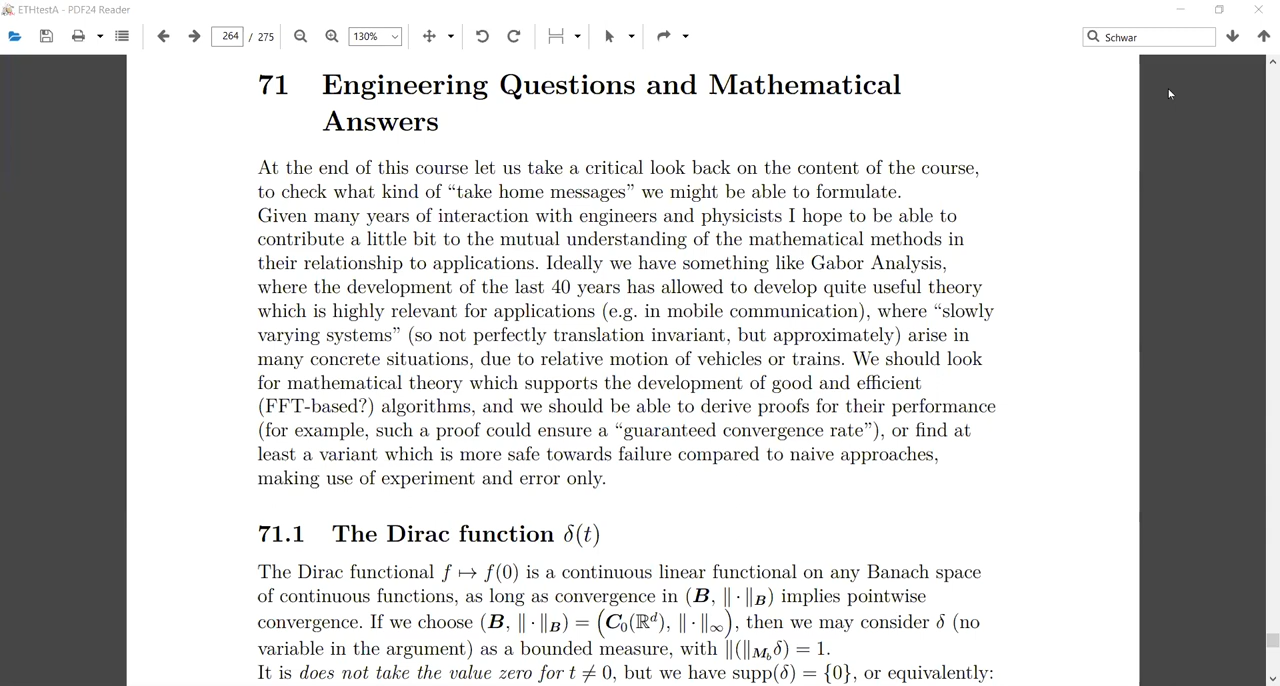 ETHtestA - PDF24 Reader
264 / 275 130% Schwar
71 Engineering Questions and Mathematical
Answers
At the end of this course let us take a critical look back on the content of the course,
to check what kind of “take home messages” we might be able to formulate.
Given many years of interaction with engineers and physicists I hope to be able to
contribute a little bit to the mutual understanding of the mathematical methods in
their relationship to applications. Ideally we have something like Gabor Analysis,
where the development of the last 40 years has allowed to develop quite useful theory
which is highly relevant for applications (e.g. in mobile communication), where “slowly
varying systems” (so not perfectly translation invariant, but approximately) arise in
many concrete situations, due to relative motion of vehicles or trains. We should look
for mathematical theory which supports the development of good and efficient
(FFT-based?) algorithms, and we should be able to derive proofs for their performance
(for example, such a proof could ensure a “guaranteed convergence rate”), or find at
least a variant which is more safe towards failure compared to naive approaches,
making use of experiment and error only.
71.1 The Dirac function δ(t)
The Dirac functional f ↦ f(0) is a continuous linear functional on any Banach space
of continuous functions, as long as convergence in (B, ‖ · ‖_B) implies pointwise
convergence. If we choose (B, ‖ · ‖_B) = (C₀(ℝᵈ), ‖ · ‖_∞), then we may consider δ (no
variable in the argument) as a bounded measure, with ‖(‖_{M_b}δ) = 1.
It is does not take the value zero for t ≠ 0, but we have supp(δ) = {0}, or equivalently: